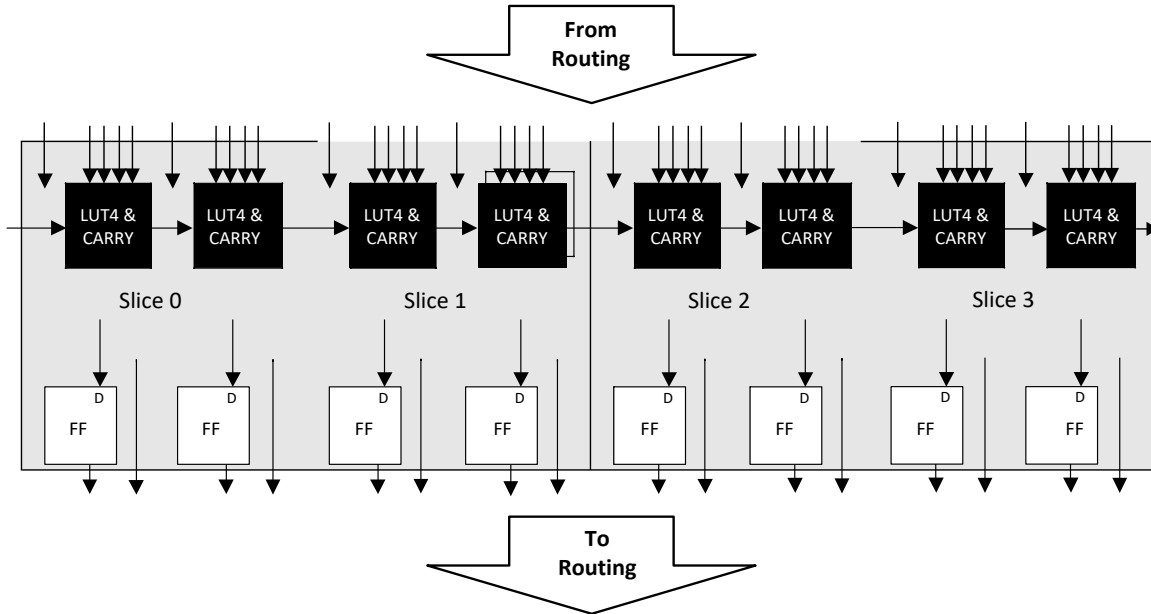 From
Routing
LUT4 &
CARRY
LUT4 &
CARRY
LUT4 &
CARRY
LUT4 &
CARRY
LUT4 &
CARRY
LUT4 &
CARRY
LUT4 &
CARRY
LUT4 &
CARRY
Slice 0
Slice 1
Slice 2
Slice 3
D
FF
D
FF
D
FF
D
FF
D
FF
D
FF
D
FF
D
FF
To
Routing